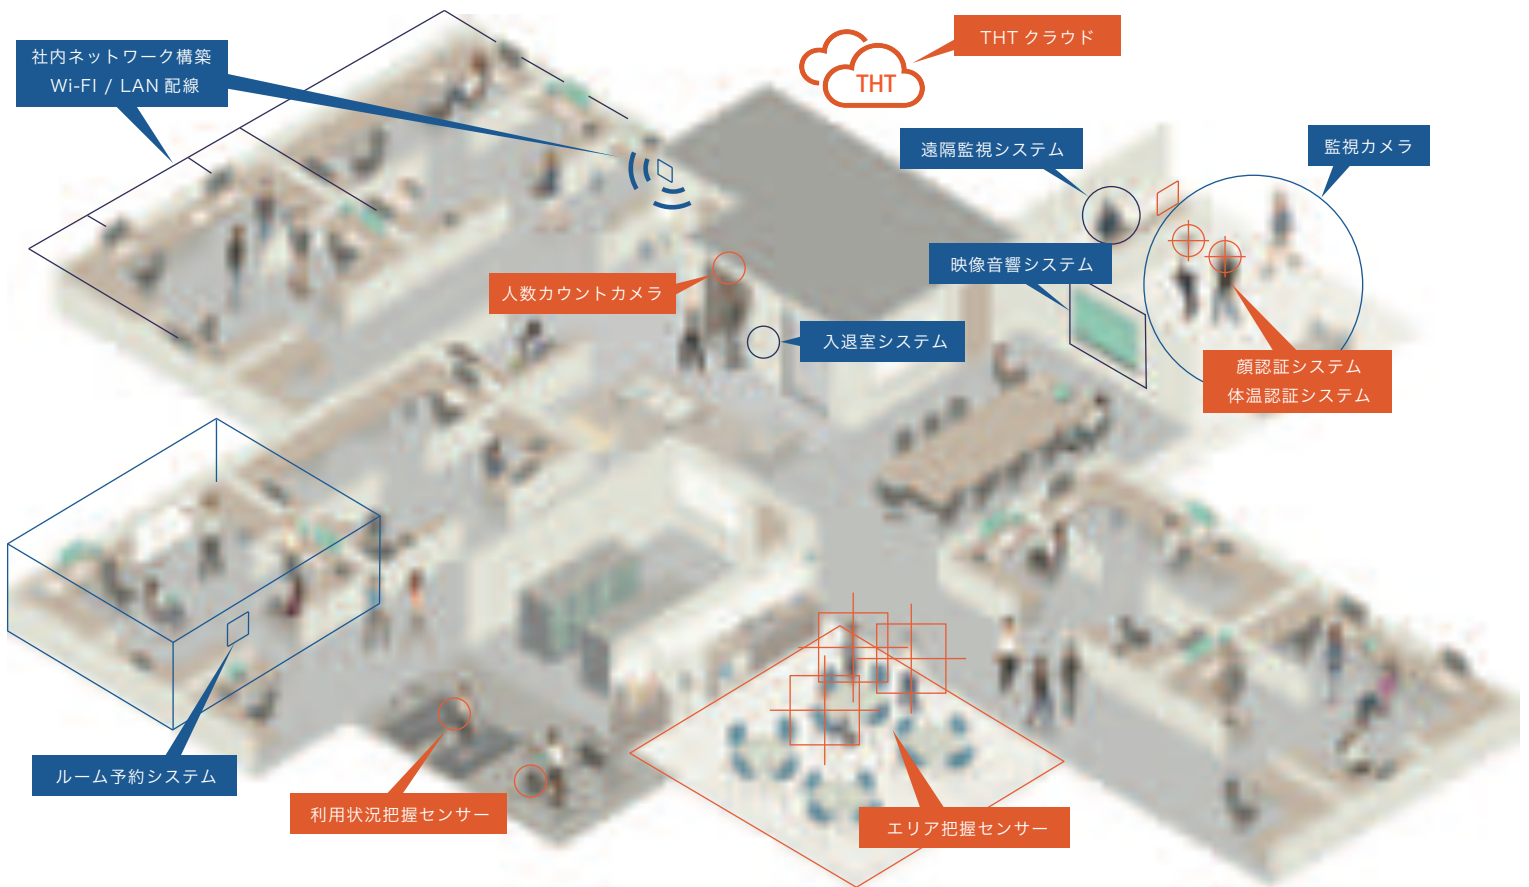 社内ネットワーク構築
Wi-FI / LAN 配線
THT クラウド
THT
遠隔監視システム
監視カメラ
映像音響システム
人数カウントカメラ
入退室システム
顔認証システム
体温認証システム
ルーム予約システム
利用状況把握センサー
エリア把握センサー